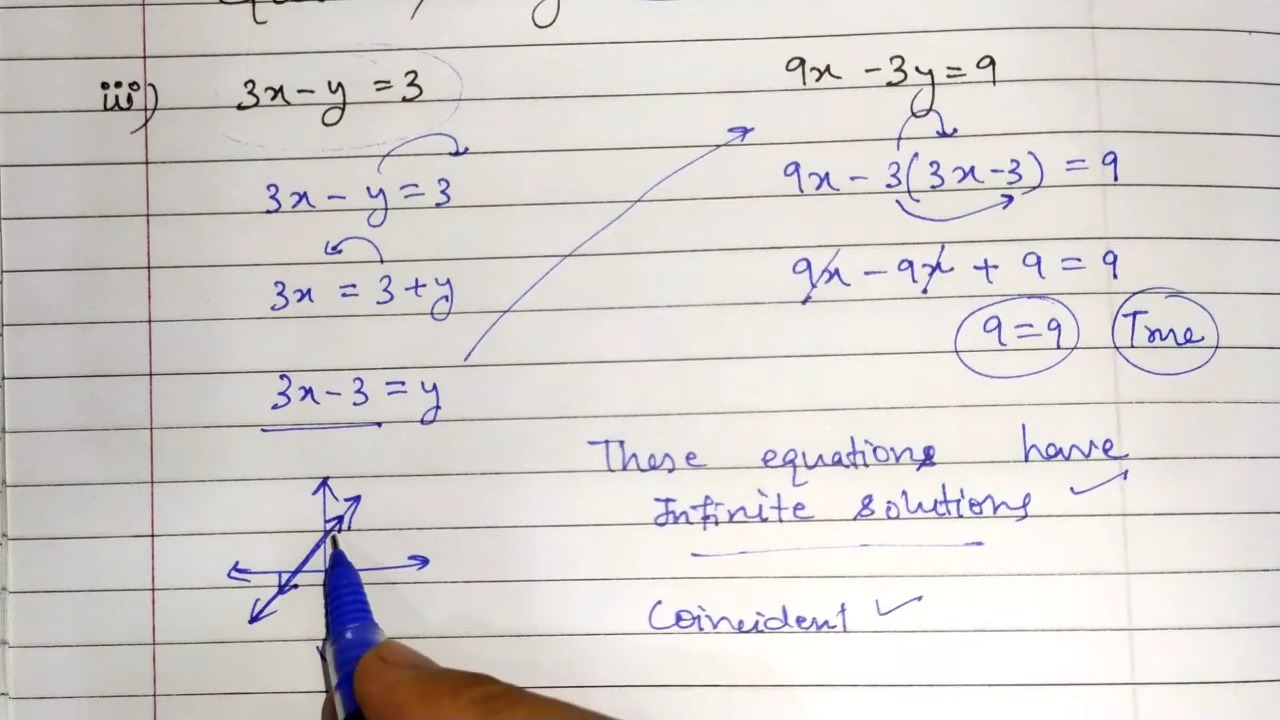 iii) 3x - y = 3
3x - y = 3
3x = 3 + y
3x - 3 = y
9x - 3y = 9
9x - 3(3x - 3) = 9
9x - 9x + 9 = 9
9 = 9 True
These equations have
Infinite solutions
Coincident